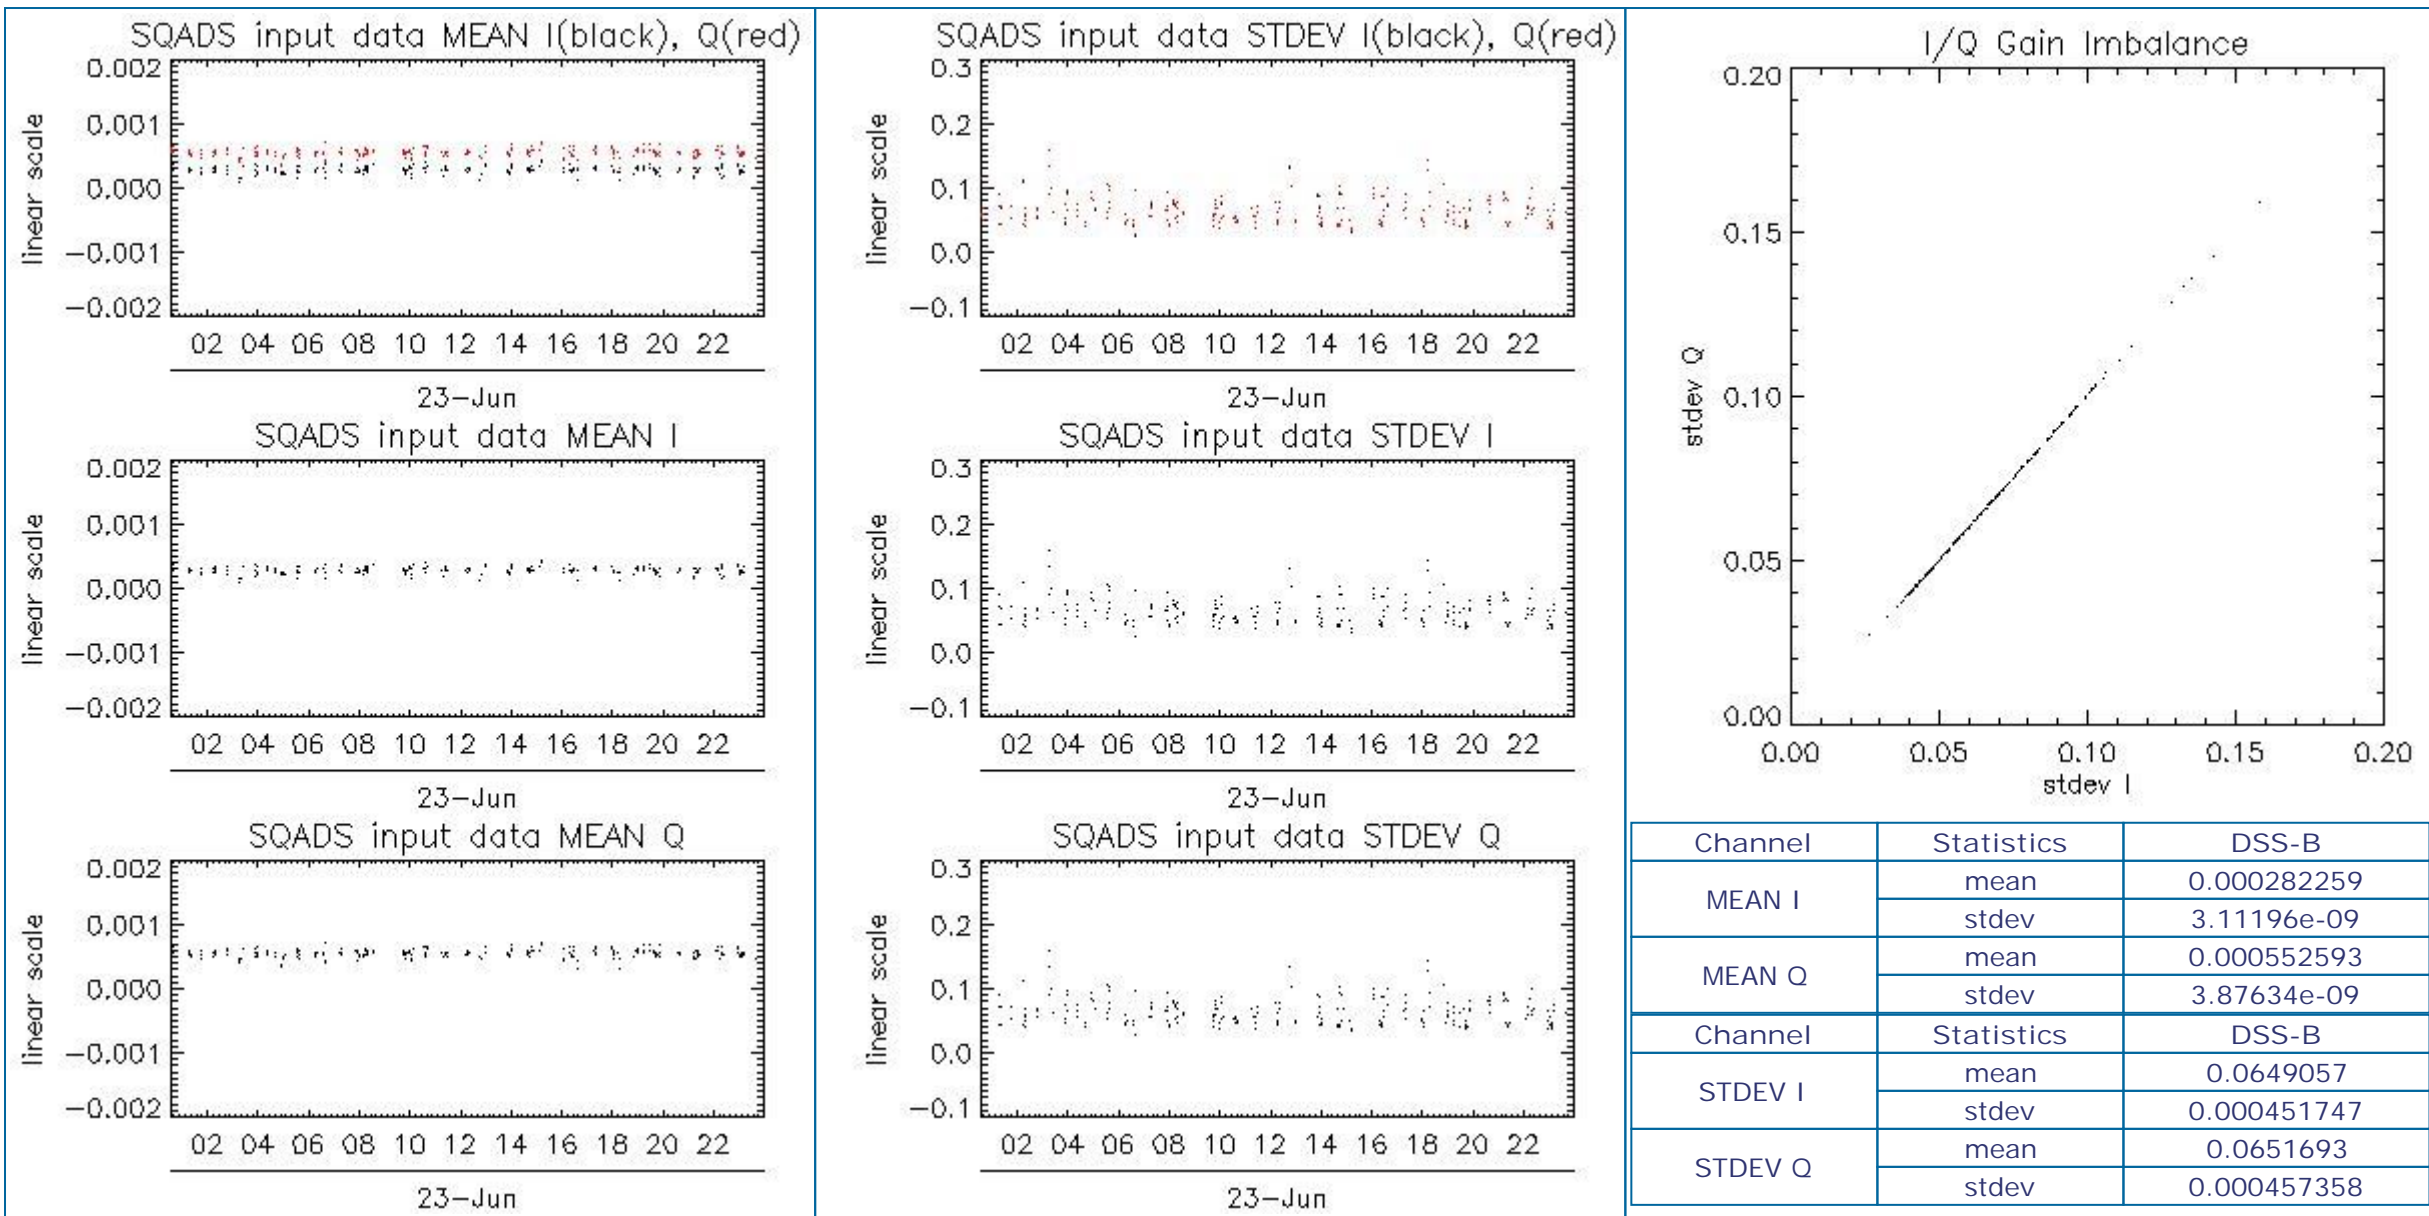 SQADS input data MEAN I(black), Q(red)
0.002
0.001
0.000
-0.001
-0.002
linear scale
02 04 06 08 10 12 14 16 18 20 22
23-Jun
SQADS input data MEAN I
0.002
0.001
0.000
-0.001
-0.002
linear scale
02 04 06 08 10 12 14 16 18 20 22
23-Jun
SQADS input data MEAN Q
0.002
0.001
0.000
-0.001
-0.002
linear scale
02 04 06 08 10 12 14 16 18 20 22
23-Jun
SQADS input data STDEV I(black), Q(red)
0.3
0.2
0.1
0.0
-0.1
linear scale
02 04 06 08 10 12 14 16 18 20 22
23-Jun
SQADS input data STDEV I
0.3
0.2
0.1
0.0
-0.1
linear scale
02 04 06 08 10 12 14 16 18 20 22
23-Jun
SQADS input data STDEV Q
0.3
0.2
0.1
0.0
-0.1
linear scale
02 04 06 08 10 12 14 16 18 20 22
23-Jun
I/Q Gain Imbalance
0.20
0.15
0.10
0.05
0.00
stdev Q
0.00 0.05 0.10 0.15 0.20
stdev I
Channel Statistics DSS-B
MEAN I mean 0.000282259
stdev 3.11196e-09
MEAN Q mean 0.000552593
stdev 3.87634e-09
Channel Statistics DSS-B
STDEV I mean 0.0649057
stdev 0.000451747
STDEV Q mean 0.0651693
stdev 0.000457358